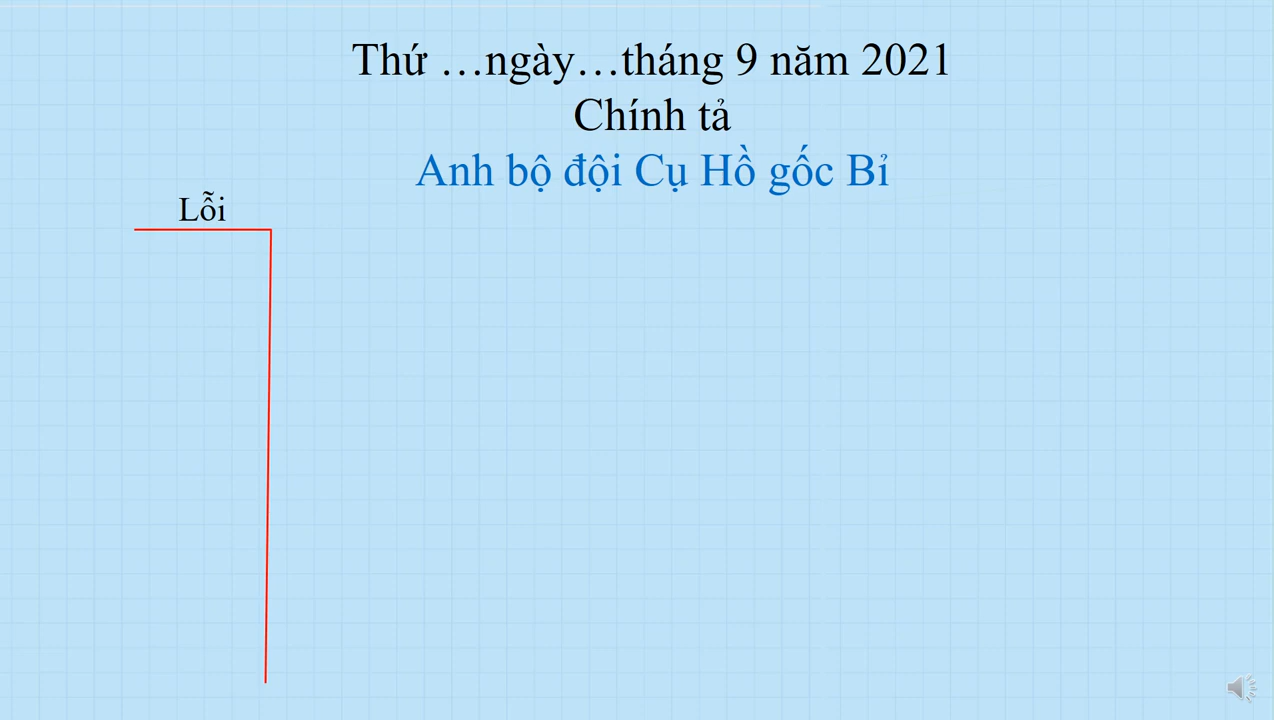 Thứ ...ngày...tháng 9 năm 2021
Chính tả
Anh bộ đội Cụ Hồ gốc Bỉ
Lỗi